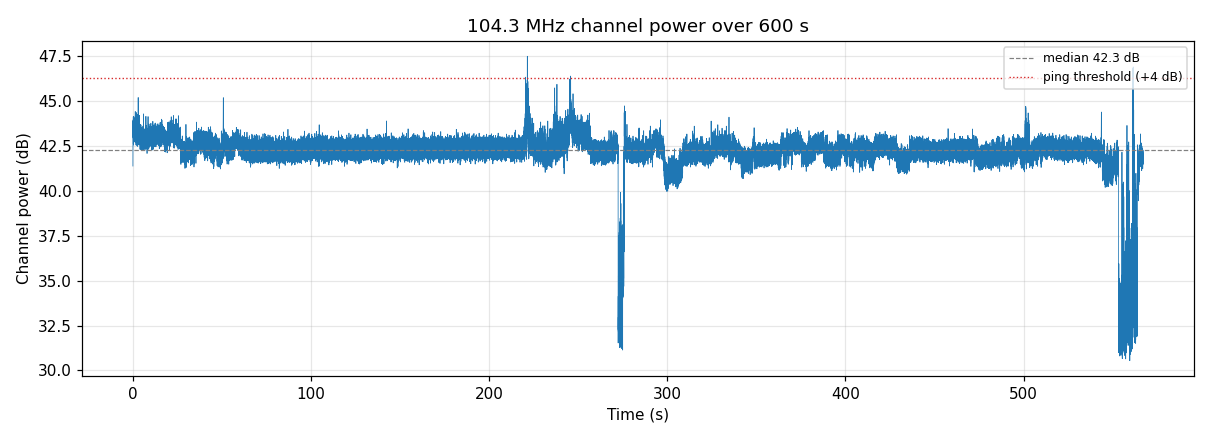 104.3 MHz channel power over 600 s
47.5
45.0
42.5
40.0
37.5
35.0
32.5
30.0
Channel power (dB)
median 42.3 dB
ping threshold (+4 dB)
0
100
200
300
400
500
Time (s)